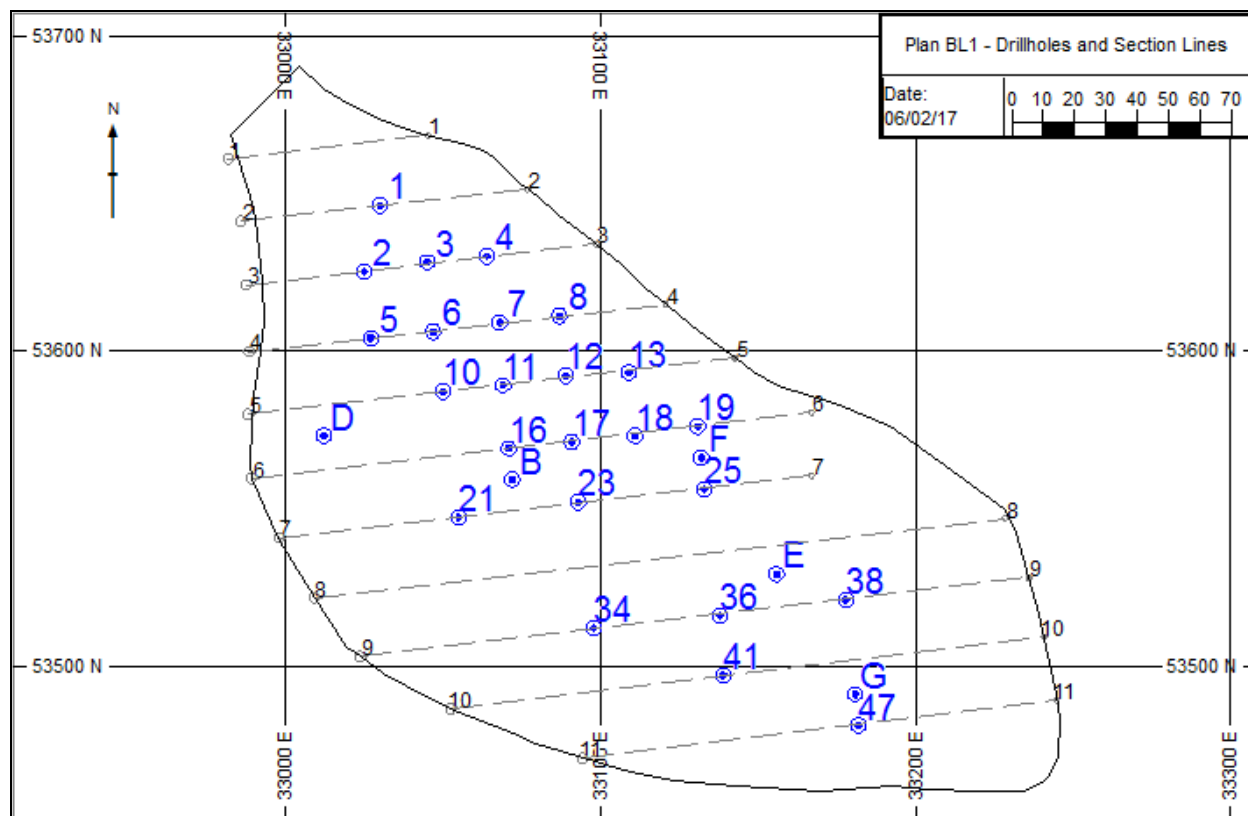 53700 N
33000 E
33100 E
Plan BL1 - Drillholes and Section Lines
Date:
06/02/17
0 10 20 30 40 50 60 70
N
1
1
2
1
2
3
2
3
4
3
4
5
6
7
8
4
53600 N
53600 N
5
10
11
12
13
5
D
6
16
17
18
19
6
B
F
7
21
23
25
7
8
8
E
9
34
36
38
9
10
41
10
53500 N
53500 N
G
11
47
11
33000 E
33100 E
33200 E
33300 E